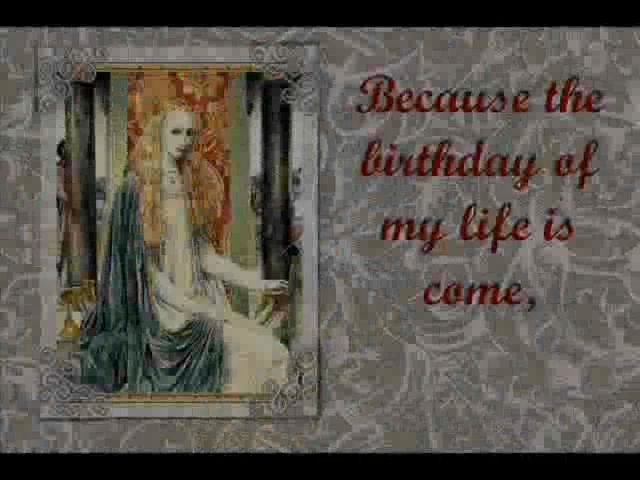 Because the
birthday of
my life is
come,